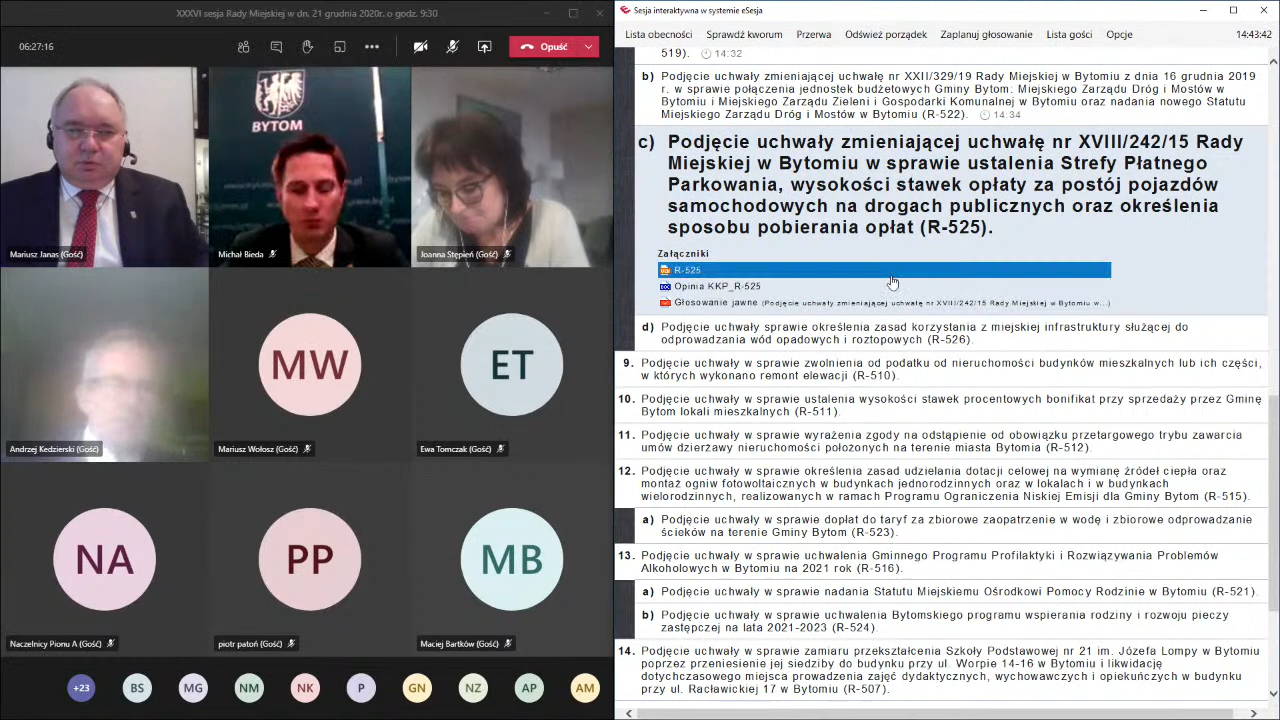 XXXVI sesja Rady Miejskiej w dn. 21 grudnia 2020r. o godz. 9:30
06:27:16
Opuść
BYTOM
Mariusz Janas (Gość)
Michał Bieda
Joanna Stępień (Gość)
MW
ET
Andrzej Kedzierski (Gość)
Mariusz Wołosz (Gość)
Ewa Tomczak (Gość)
NA
PP
MB
Naczelnicy Pionu A (Gość)
piotr patoń (Gość)
Maciej Bartków (Gość)
+23
BS
MG
NM
NK
P
GN
NZ
AP
AM
Sesja interaktywna w systemie eSesja
Lista obecności
Sprawdź kworum
Przerwa
Odśwież porządek
Zaplanuj głosowanie
Lista gości
Opcje
14:43:42
519). 14:32
b) Podjęcie uchwały zmieniającej uchwałę nr XXII/329/19 Rady Miejskiej w Bytomiu z dnia 16 grudnia 2019
r. w sprawie połączenia jednostek budżetowych Gminy Bytom: Miejskiego Zarządu Dróg i Mostów w
Bytomiu i Miejskiego Zarządu Zieleni i Gospodarki Komunalnej w Bytomiu oraz nadania nowego Statutu
Miejskiego Zarządu Dróg i Mostów w Bytomiu (R-522). 14:34
c) Podjęcie uchwały zmieniającej uchwałę nr XVIII/242/15 Rady
Miejskiej w Bytomiu w sprawie ustalenia Strefy Płatnego
Parkowania, wysokości stawek opłaty za postój pojazdów
samochodowych na drogach publicznych oraz określenia
sposobu pobierania opłat (R-525).
Załączniki
R-525
Opinia KKP_R-525
Głosowanie jawne (Podjęcie uchwały zmieniającej uchwałę nr XVIII/242/15 Rady Miejskiej w Bytomiu w...)
d) Podjęcie uchwały sprawie określenia zasad korzystania z miejskiej infrastruktury służącej do
odprowadzania wód opadowych i roztopowych (R-526).
9. Podjęcie uchwały w sprawie zwolnienia od podatku od nieruchomości budynków mieszkalnych lub ich części,
w których wykonano remont elewacji (R-510).
10. Podjęcie uchwały w sprawie ustalenia wysokości stawek procentowych bonifikat przy sprzedaży przez Gminę
Bytom lokali mieszkalnych (R-511).
11. Podjęcie uchwały w sprawie wyrażenia zgody na odstąpienie od obowiązku przetargowego trybu zawarcia
umów dzierżawy nieruchomości położonych na terenie miasta Bytomia (R-512).
12. Podjęcie uchwały w sprawie określenia zasad udzielania dotacji celowej na wymianę źródeł ciepła oraz
montaż ogniw fotowoltaicznych w budynkach jednorodzinnych oraz w lokalach i w budynkach
wielorodzinnych, realizowanych w ramach Programu Ograniczenia Niskiej Emisji dla Gminy Bytom (R-515).
a) Podjęcie uchwały w sprawie dopłat do taryf za zbiorowe zaopatrzenie w wodę i zbiorowe odprowadzanie
ścieków na terenie Gminy Bytom (R-523).
13. Podjęcie uchwały w sprawie uchwalenia Gminnego Programu Profilaktyki i Rozwiązywania Problemów
Alkoholowych w Bytomiu na 2021 rok (R-516).
a) Podjęcie uchwały w sprawie nadania Statutu Miejskiemu Ośrodkowi Pomocy Rodzinie w Bytomiu (R-521).
b) Podjęcie uchwały w sprawie uchwalenia Bytomskiego programu wspierania rodziny i rozwoju pieczy
zastępczej na lata 2021-2023 (R-524).
14. Podjęcie uchwały w sprawie zamiaru przekształcenia Szkoły Podstawowej nr 21 im. Józefa Lompy w Bytomiu
poprzez przeniesienie jej siedziby do budynku przy ul. Worpie 14-16 w Bytomiu i likwidację
dotychczasowego miejsca prowadzenia zajęć dydaktycznych, wychowawczych i opiekuńczych w budynku
przy ul. Racławickiej 17 w Bytomiu (R-507).